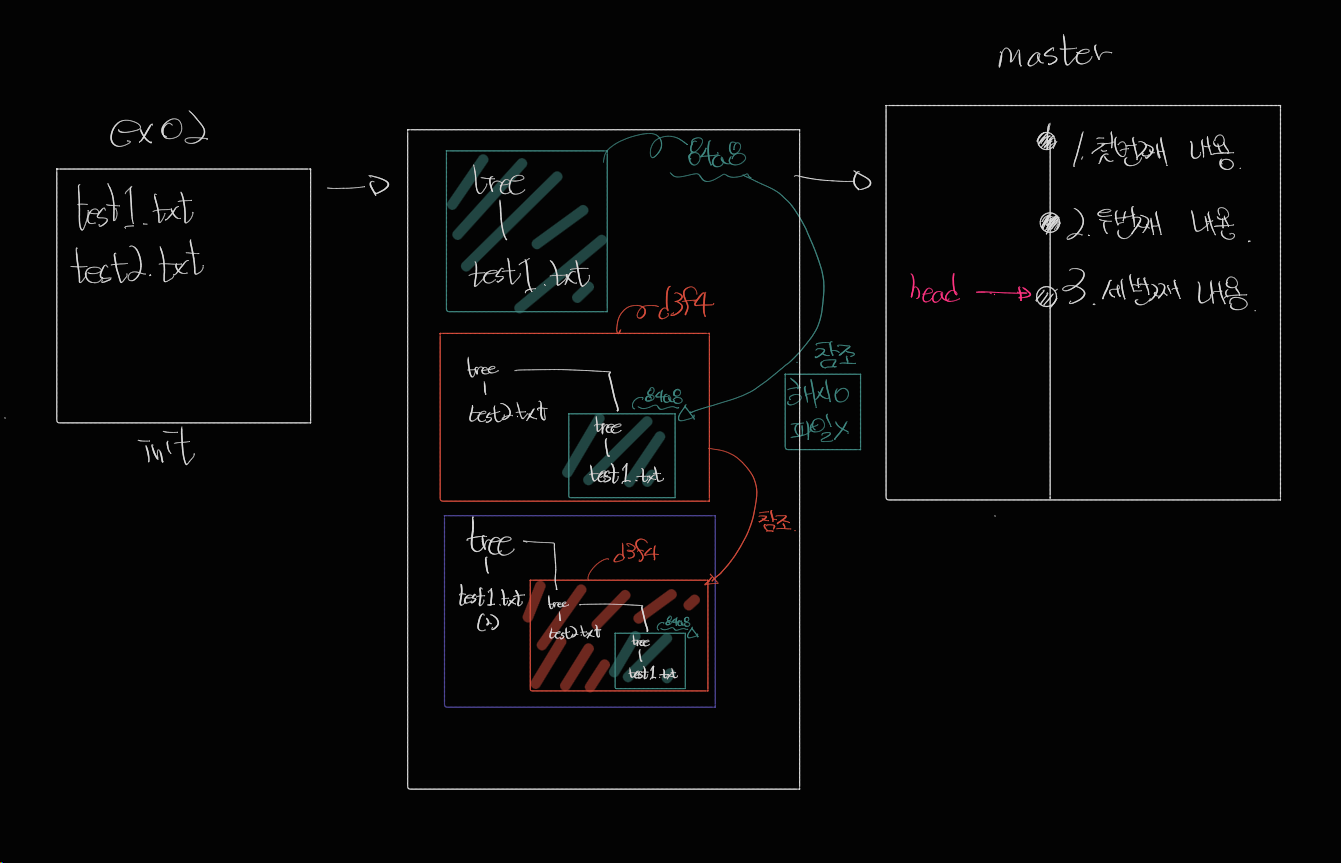 ex02
test1.txt
test2.txt
init
tree
test1.txt
84a8
d3f4
tree
test2.txt
84a8
tree
test1.txt
참조
해시O
파일X
참조
tree
test1.txt
(2)
d3f4
tree
test2.txt
84a8
tree
test1.txt
master
1. 첫번째 내용.
2. 두번째 내용.
head
3. 세번째 내용.